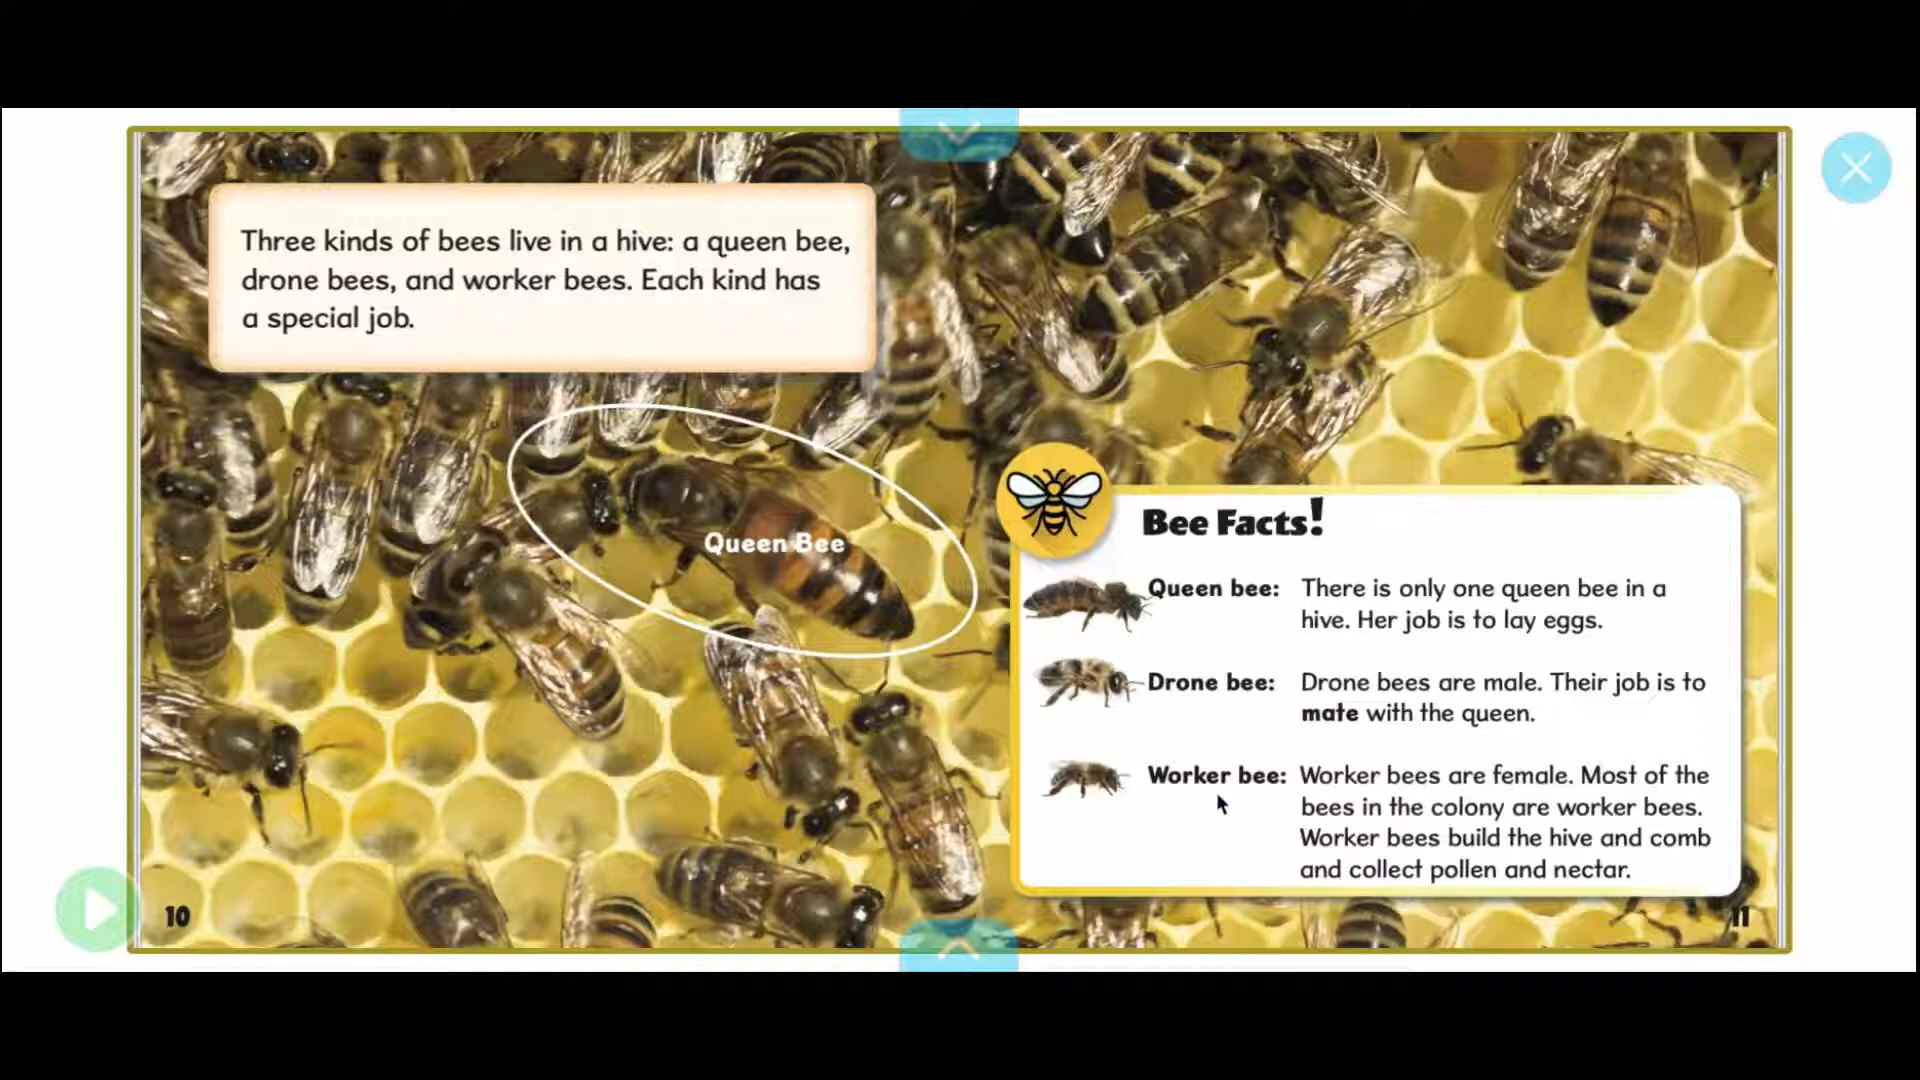 Three kinds of bees live in a hive: a queen bee,
drone bees, and worker bees. Each kind has
a special job.
Queen Bee
Bee Facts!
Queen bee: There is only one queen bee in a
hive. Her job is to lay eggs.
Drone bee: Drone bees are male. Their job is to
mate with the queen.
Worker bee: Worker bees are female. Most of the
bees in the colony are worker bees.
Worker bees build the hive and comb
and collect pollen and nectar.
10
11